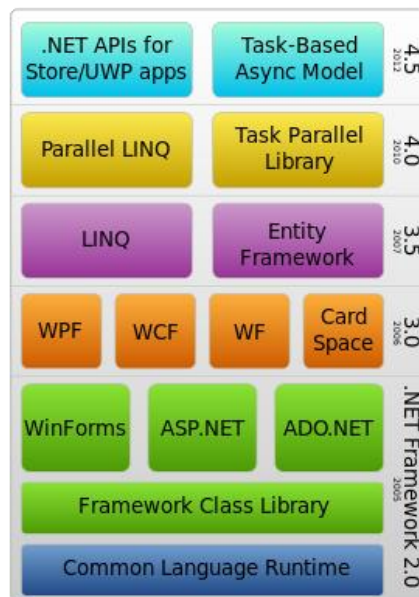 .NET APIs for
Store/UWP apps
Task-Based
Async Model
4.5
2012
Parallel LINQ
Task Parallel
Library
4.0
2010
LINQ
Entity
Framework
3.5
2007
WPF
WCF
WF
Card
Space
3.0
2006
WinForms
ASP.NET
ADO.NET
Framework Class Library
Common Language Runtime
.NET Framework 2.0
2005